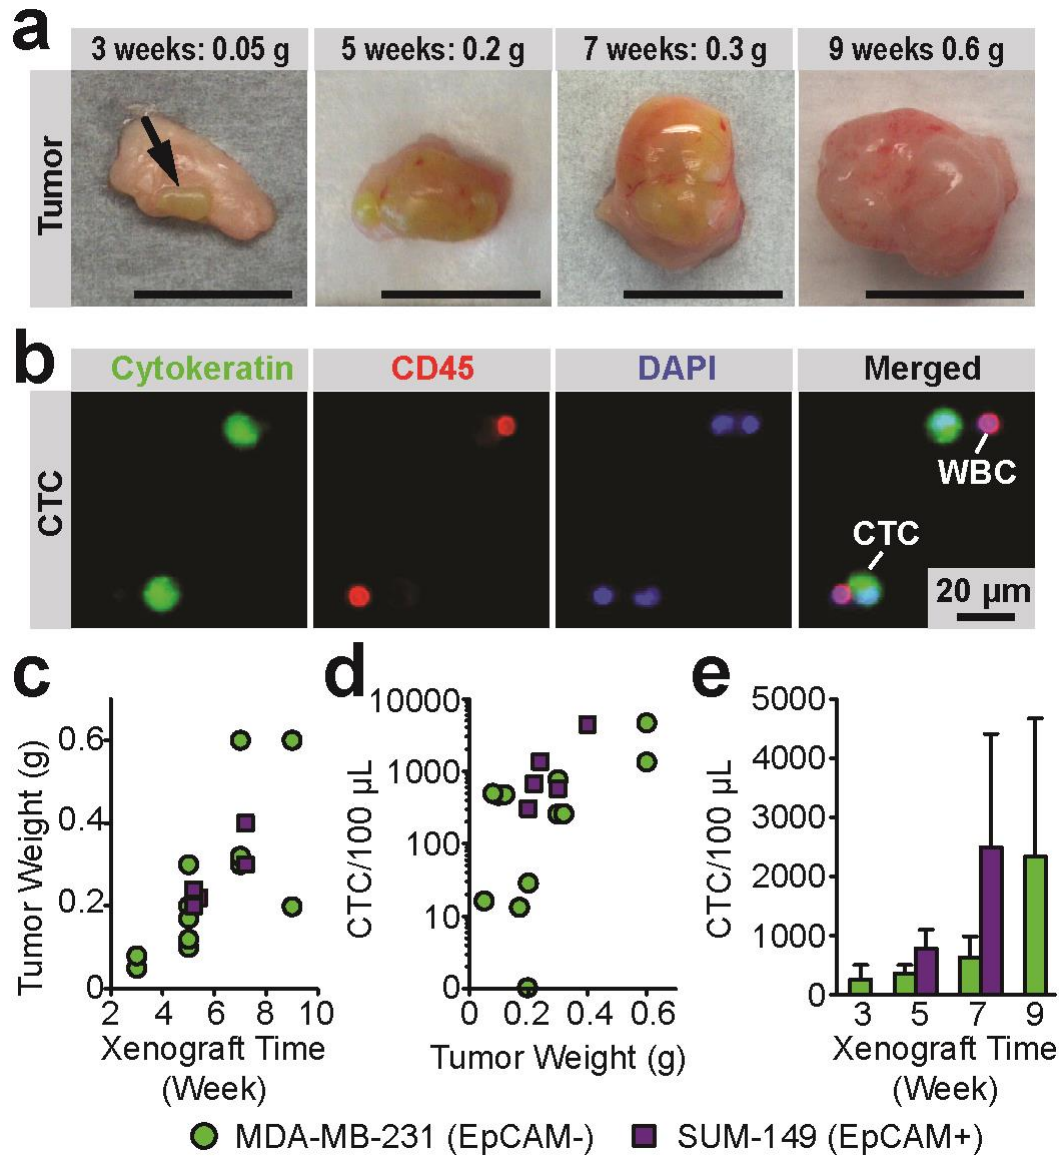 a
3 weeks: 0.05 g
5 weeks: 0.2 g
7 weeks: 0.3 g
9 weeks 0.6 g
Tumor
b
Cytokeratin
CD45
DAPI
Merged
CTC
WBC
CTC
20 µm
c
Tumor Weight (g)
0.6
0.4
0.2
0
2 4 6 8 10
Xenograft Time
(Week)
d
CTC/100 µL
10000
1000
100
10
0
0 0.2 0.4 0.6
Tumor Weight (g)
e
CTC/100 µL
5000
4000
3000
2000
1000
0
3 5 7 9
Xenograft Time
(Week)
MDA-MB-231 (EpCAM-)
SUM-149 (EpCAM+)